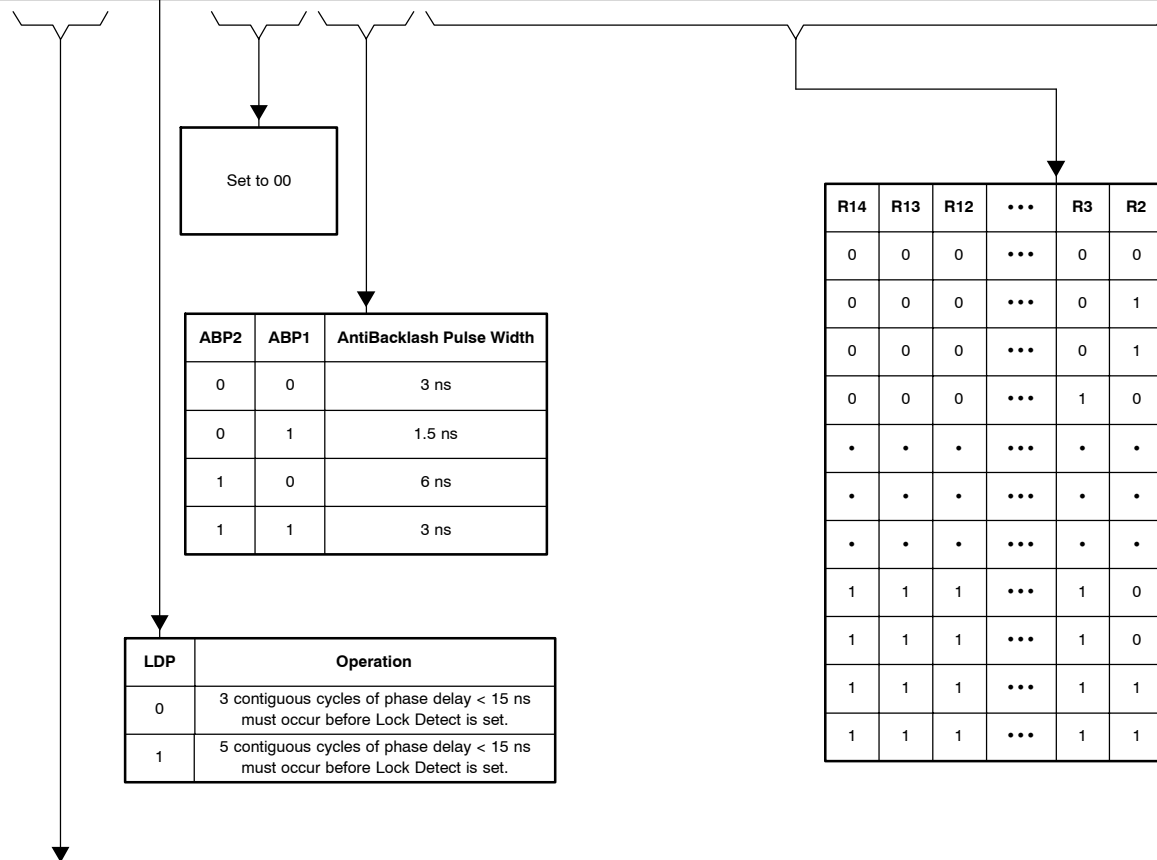 Set to 00
ABP2 ABP1 AntiBacklash Pulse Width
0 0 3 ns
0 1 1.5 ns
1 0 6 ns
1 1 3 ns
LDP Operation
0 3 contiguous cycles of phase delay < 15 ns
must occur before Lock Detect is set.
1 5 contiguous cycles of phase delay < 15 ns
must occur before Lock Detect is set.
R14 R13 R12 ••• R3 R2
0 0 0 ••• 0 0
0 0 0 ••• 0 1
0 0 0 ••• 0 1
0 0 0 ••• 1 0
• • • ••• • •
• • • ••• • •
• • • ••• • •
1 1 1 ••• 1 0
1 1 1 ••• 1 0
1 1 1 ••• 1 1
1 1 1 ••• 1 1